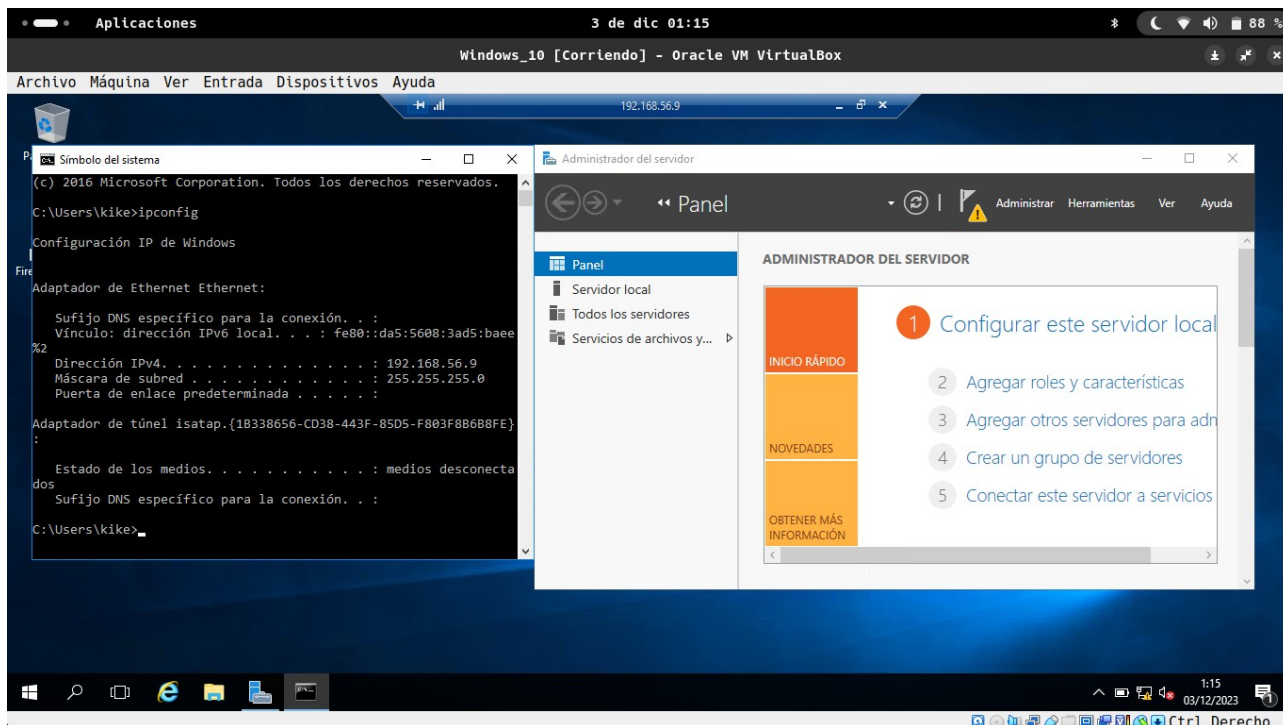 Aplicaciones
3 de dic 01:15
88 %
Windows_10 [Corriendo] - Oracle VM VirtualBox
Archivo Máquina Ver Entrada Dispositivos Ayuda
192.168.56.9
Símbolo del sistema
(c) 2016 Microsoft Corporation. Todos los derechos reservados.
C:\Users\kike>ipconfig
Configuración IP de Windows
Adaptador de Ethernet Ethernet:
Sufijo DNS específico para la conexión. . :
Vínculo: dirección IPv6 local. . . : fe80::da5:5608:3ad5:baee
%2
Dirección IPv4. . . . . . . . . . . . . . : 192.168.56.9
Máscara de subred . . . . . . . . . . . . : 255.255.255.0
Puerta de enlace predeterminada . . . . . :
Adaptador de túnel isatap.{1B338656-CD38-443F-85D5-F803F8B6B8FE}
:
Estado de los medios. . . . . . . . . . . : medios desconecta
dos
Sufijo DNS específico para la conexión. . :
C:\Users\kike>
Administrador del servidor
Panel
Administrar Herramientas Ver Ayuda
Panel
Servidor local
Todos los servidores
Servicios de archivos y...
ADMINISTRADOR DEL SERVIDOR
INICIO RÁPIDO
NOVEDADES
OBTENER MÁS
INFORMACIÓN
1 Configurar este servidor local
2 Agregar roles y características
3 Agregar otros servidores para adn
4 Crear un grupo de servidores
5 Conectar este servidor a servicios
Fire
1:15
03/12/2023
Ctrl Derecho